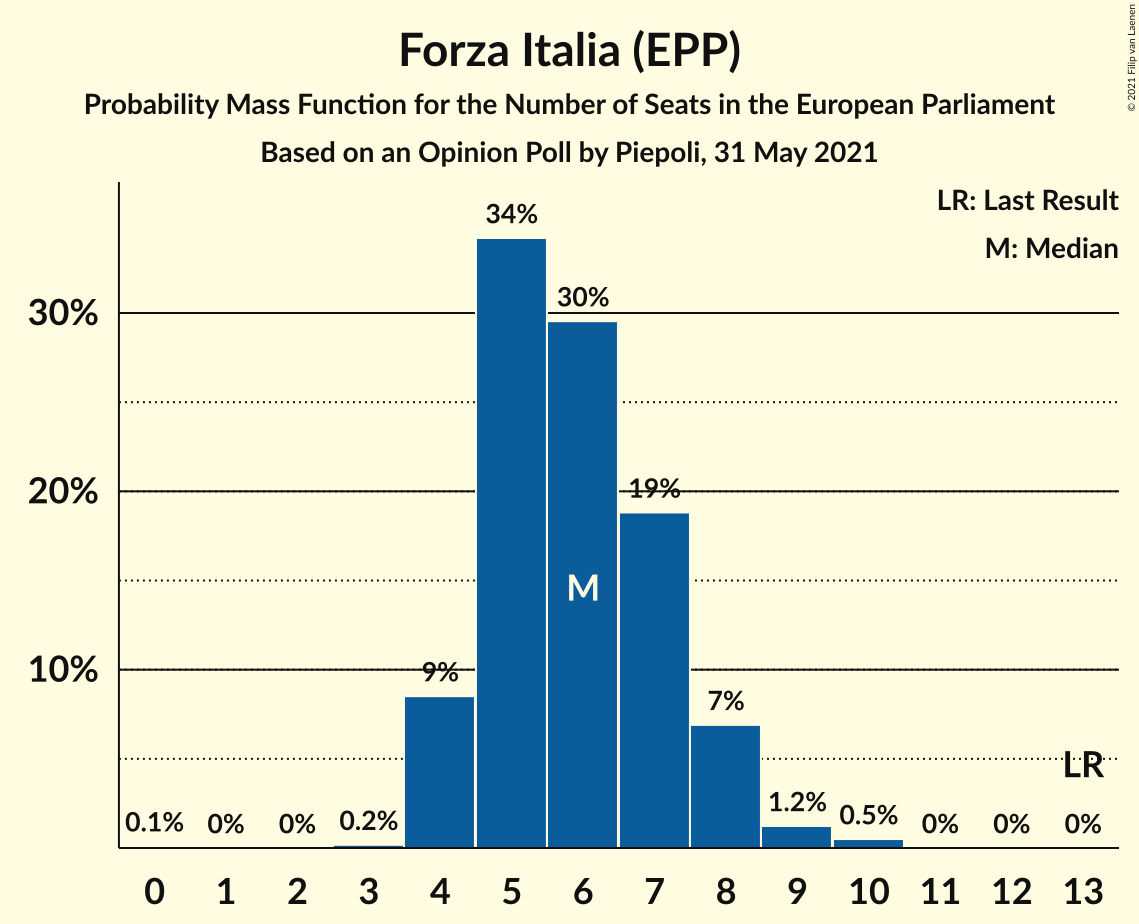 Forza Italia (EPP)
Probability Mass Function for the Number of Seats in the European Parliament
Based on an Opinion Poll by Piepoli, 31 May 2021
© 2021 Filip van Laenen
LR: Last Result
M: Median
34%
30%
30%
20%
19%
M
10%
9%
7%
LR
0.1%
0%
0%
0.2%
1.2%
0.5%
0%
0%
0%
0 1 2 3 4 5 6 7 8 9 10 11 12 13